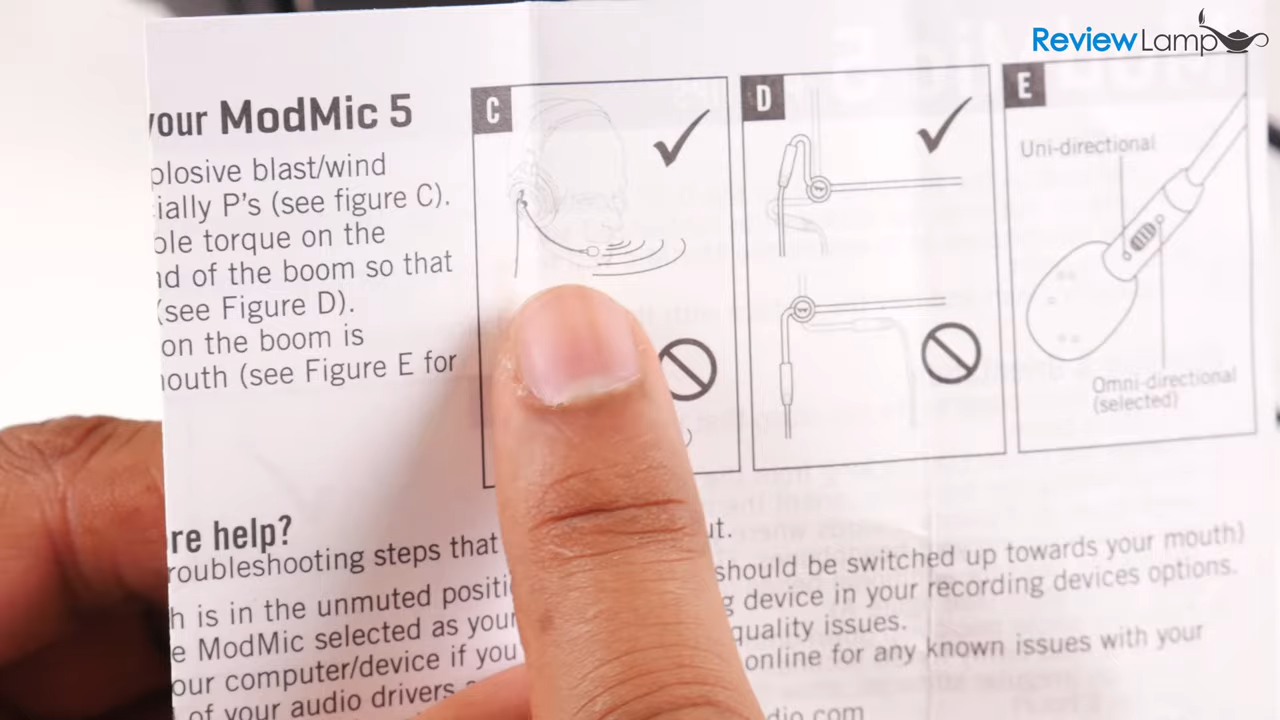 ReviewLamp
our ModMic 5
plosive blast/wind
ially P's (see figure C).
ble torque on the
nd of the boom so that
(see Figure D).
on the boom is
outh (see Figure E for
C
D
E
Uni-directional
Omni-directional
(selected)
re help?
roubleshooting steps that ut.
h is in the unmuted positi should be switched up towards your mouth)
e ModMic selected as your g device in your recording devices options.
our computer/device if you quality issues.
of your audio drivers online for any known issues with your
dio.com